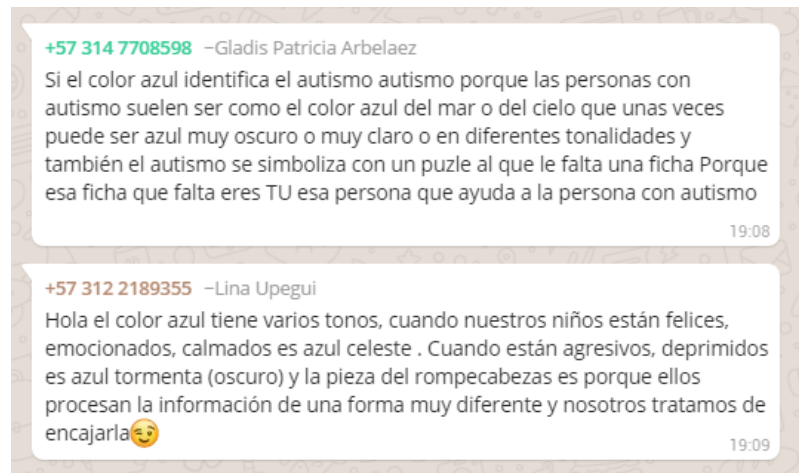 +57 314 7708598 ~Gladis Patricia Arbelaez
Si el color azul identifica el autismo autismo porque las personas con
autismo suelen ser como el color azul del mar o del cielo que unas veces
puede ser azul muy oscuro o muy claro o en diferentes tonalidades y
también el autismo se simboliza con un puzle al que le falta una ficha Porque
esa ficha que falta eres TU esa persona que ayuda a la persona con autismo
19:08
+57 312 2189355 ~Lina Upegui
Hola el color azul tiene varios tonos, cuando nuestros niños están felices,
emocionados, calmados es azul celeste . Cuando están agresivos, deprimidos
es azul tormenta (oscuro) y la pieza del rompecabezas es porque ellos
procesan la información de una forma muy diferente y nosotros tratamos de
encajarla😉
19:09